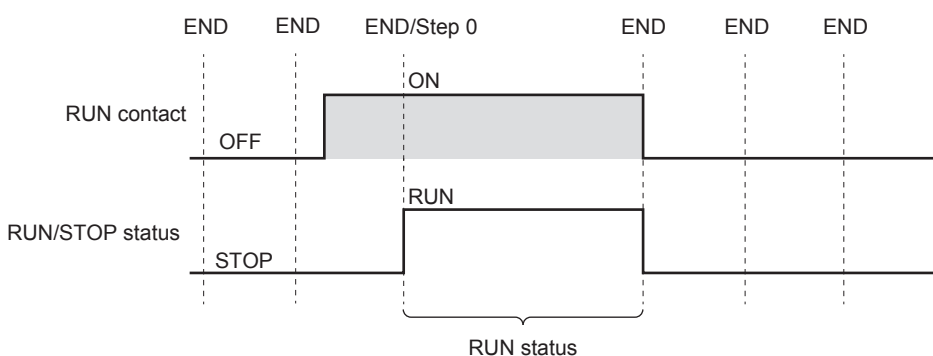 END END END/Step 0 END END END
ON
RUN contact
OFF
RUN
RUN/STOP status
STOP
RUN status